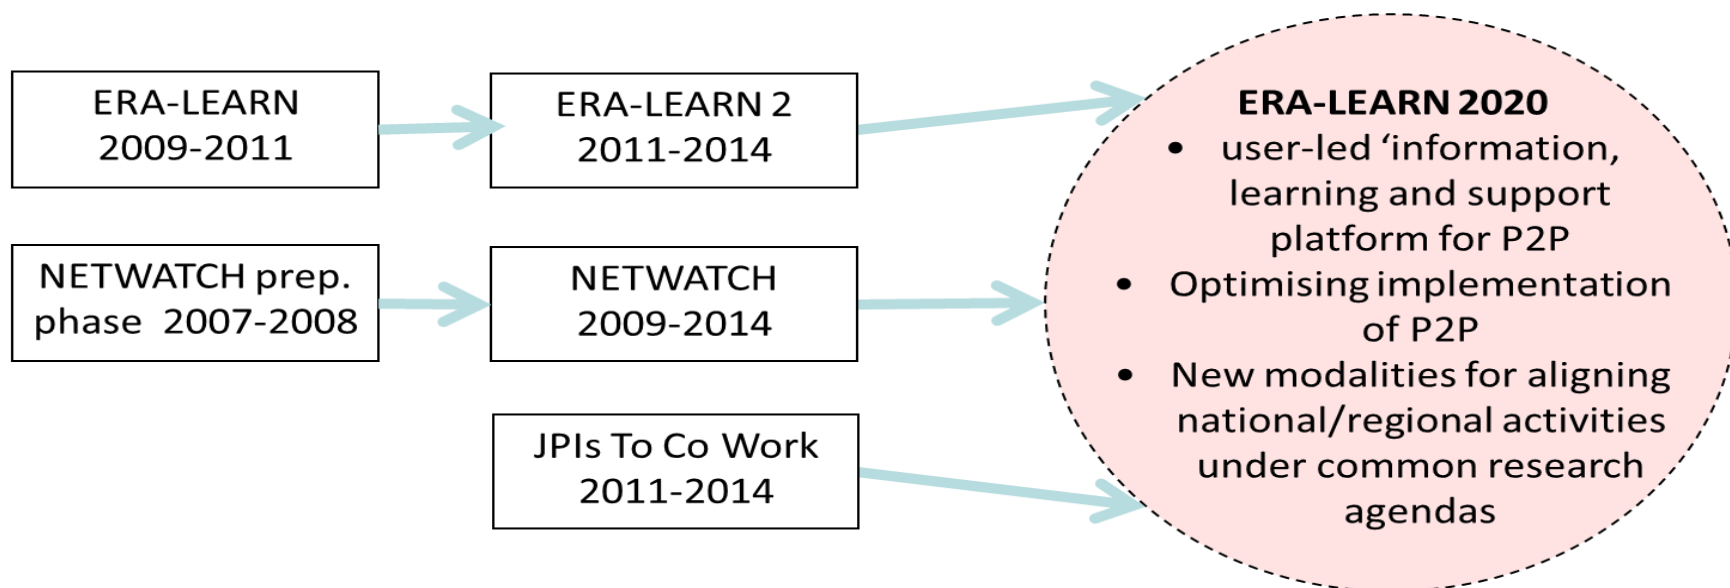 ERA-LEARN
2009-2011
ERA-LEARN 2
2011-2014
NETWATCH prep.
phase 2007-2008
NETWATCH
2009-2014
JPIs To Co Work
2011-2014
ERA-LEARN 2020
• user-led ‘information,
learning and support
platform for P2P
• Optimising implementation
of P2P
• New modalities for aligning
national/regional activities
under common research
agendas